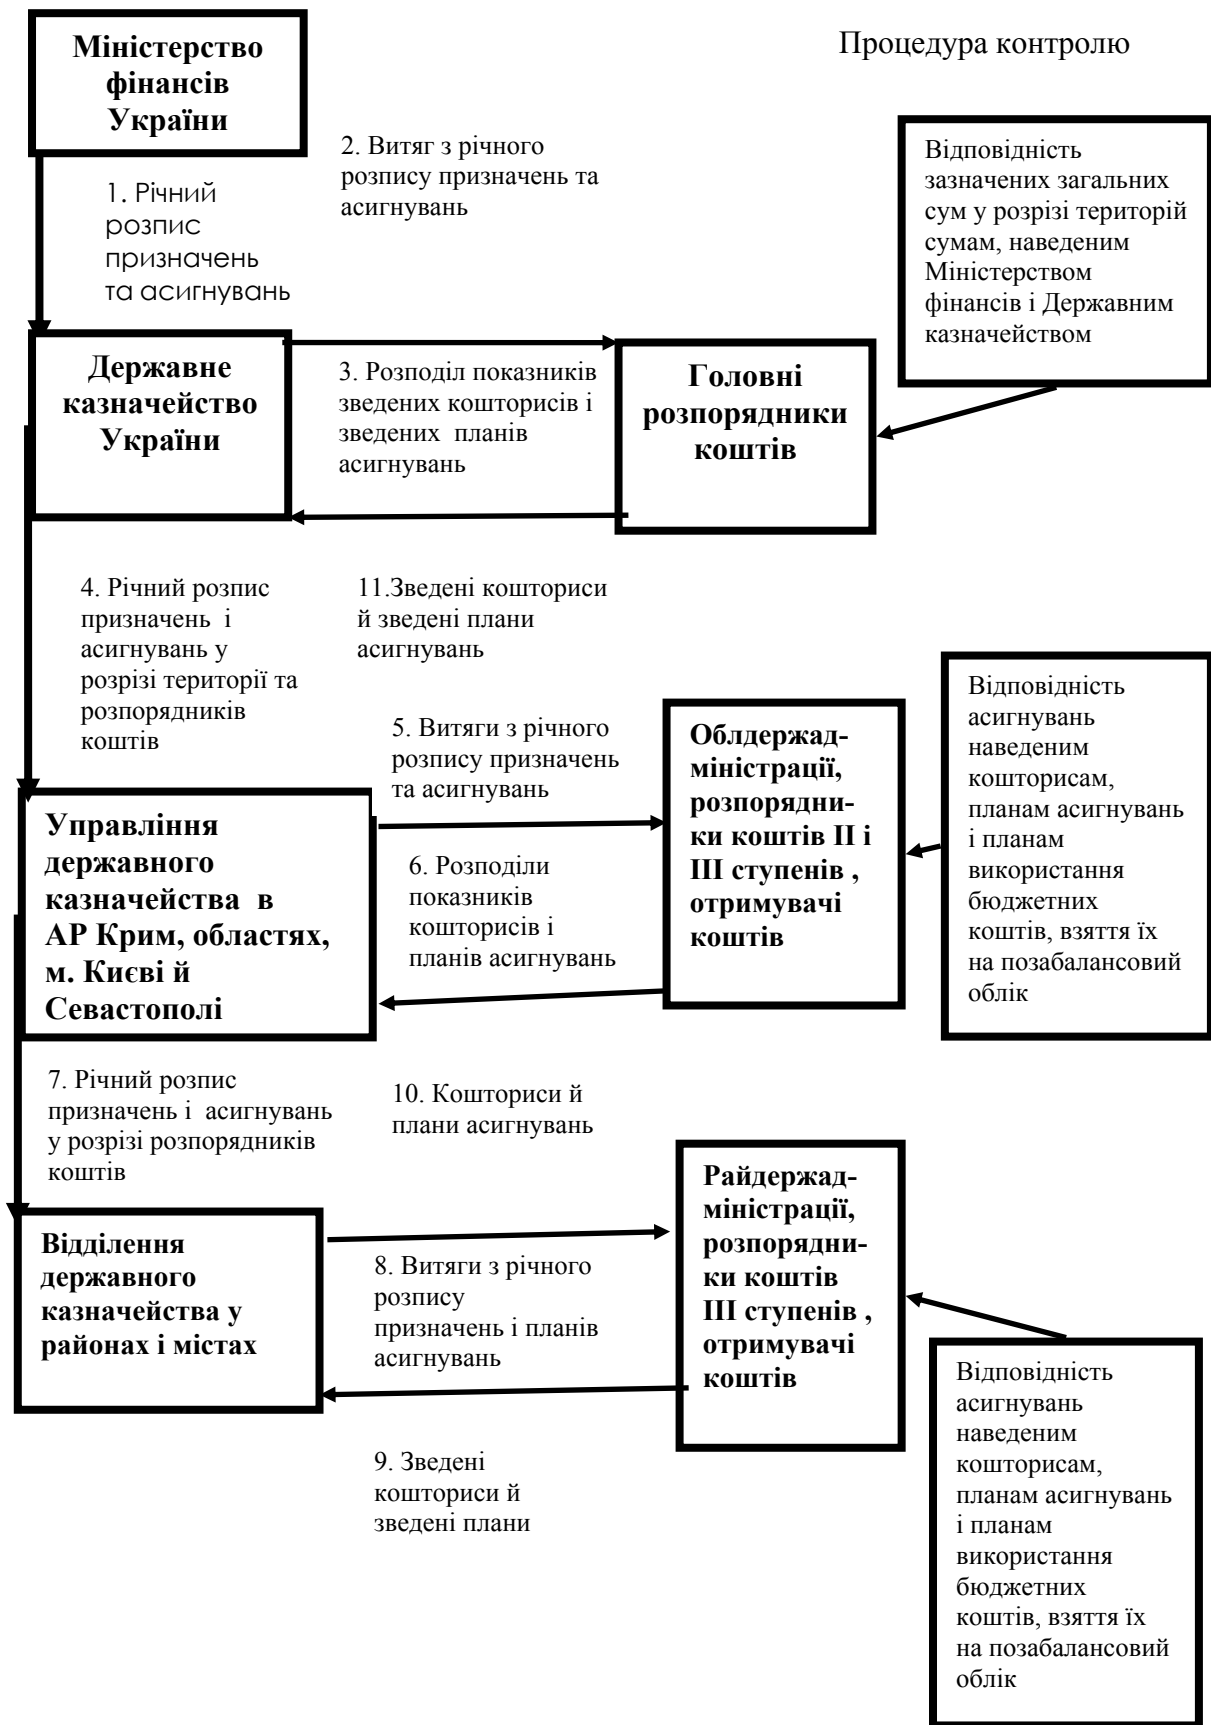 Міністерство
фінансів
України
Процедура контролю
1. Річний
розпис
призначень
та асигнувань
2. Витяг з річного
розпису призначень та
асигнувань
Відповідність
зазначених загальних
сум у розрізі територій
сумам, наведеним
Міністерством
фінансів і Державним
казначейством
Державне
казначейство
України
3. Розподіл показників
зведених кошторисів і
зведених планів
асигнувань
Головні
розпорядники
коштів
4. Річний розпис
призначень і
асигнувань у
розрізі території та
розпорядників
коштів
11.Зведені кошториси
й зведені плани
асигнувань
5. Витяги з річного
розпису призначень
та асигнувань
Облдержад-
міністрації,
розпорядни-
ки коштів ІІ і
ІІІ ступенів ,
отримувачі
коштів
Відповідність
асигнувань
наведеним
кошторисам,
планам асигнувань
і планам
використання
бюджетних
коштів, взяття їх
на позабалансовий
облік
Управління
державного
казначейства в
АР Крим, областях,
м. Києві й
Севастополі
6. Розподіли
показників
кошторисів і
планів асигнувань
7. Річний розпис
призначень і асигнувань
у розрізі розпорядників
коштів
10. Кошториси й
плани асигнувань
Райдержад-
міністрації,
розпорядни-
ки коштів
ІІІ ступенів ,
отримувачі
коштів
Відділення
державного
казначейства у
районах і містах
8. Витяги з річного
розпису
призначень і планів
асигнувань
9. Зведені
кошториси й
зведені плани
Відповідність
асигнувань
наведеним
кошторисам,
планам асигнувань
і планам
використання
бюджетних
коштів, взяття їх
на позабалансовий
облік